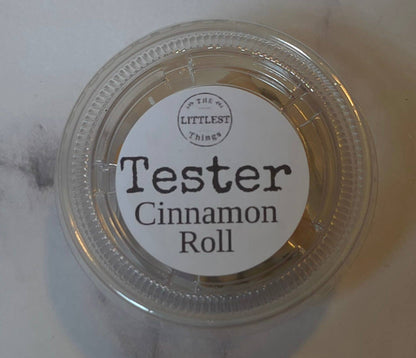 THE
LITTLEST
Things
Tester
Cinnamon
Roll